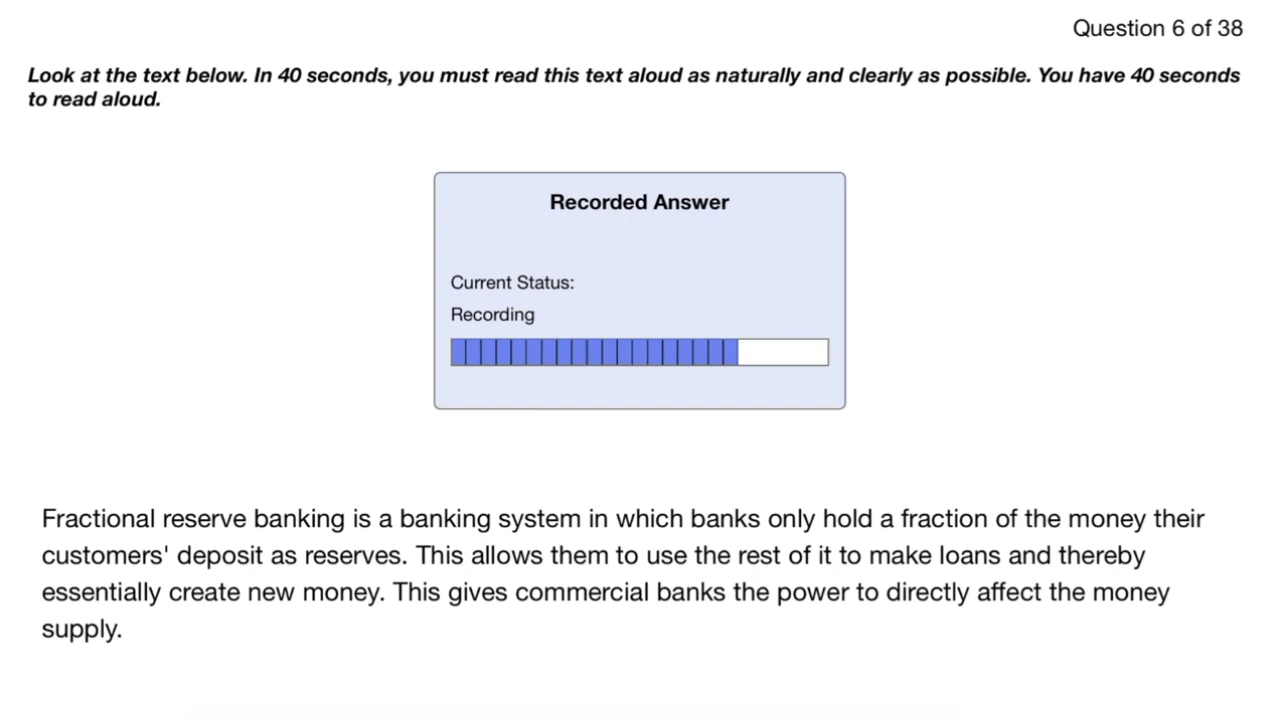 Question 6 of 38
Look at the text below. In 40 seconds, you must read this text aloud as naturally and clearly as possible. You have 40 seconds
to read aloud.
Recorded Answer
Current Status:
Recording
Fractional reserve banking is a banking system in which banks only hold a fraction of the money their
customers' deposit as reserves. This allows them to use the rest of it to make loans and thereby
essentially create new money. This gives commercial banks the power to directly affect the money
supply.